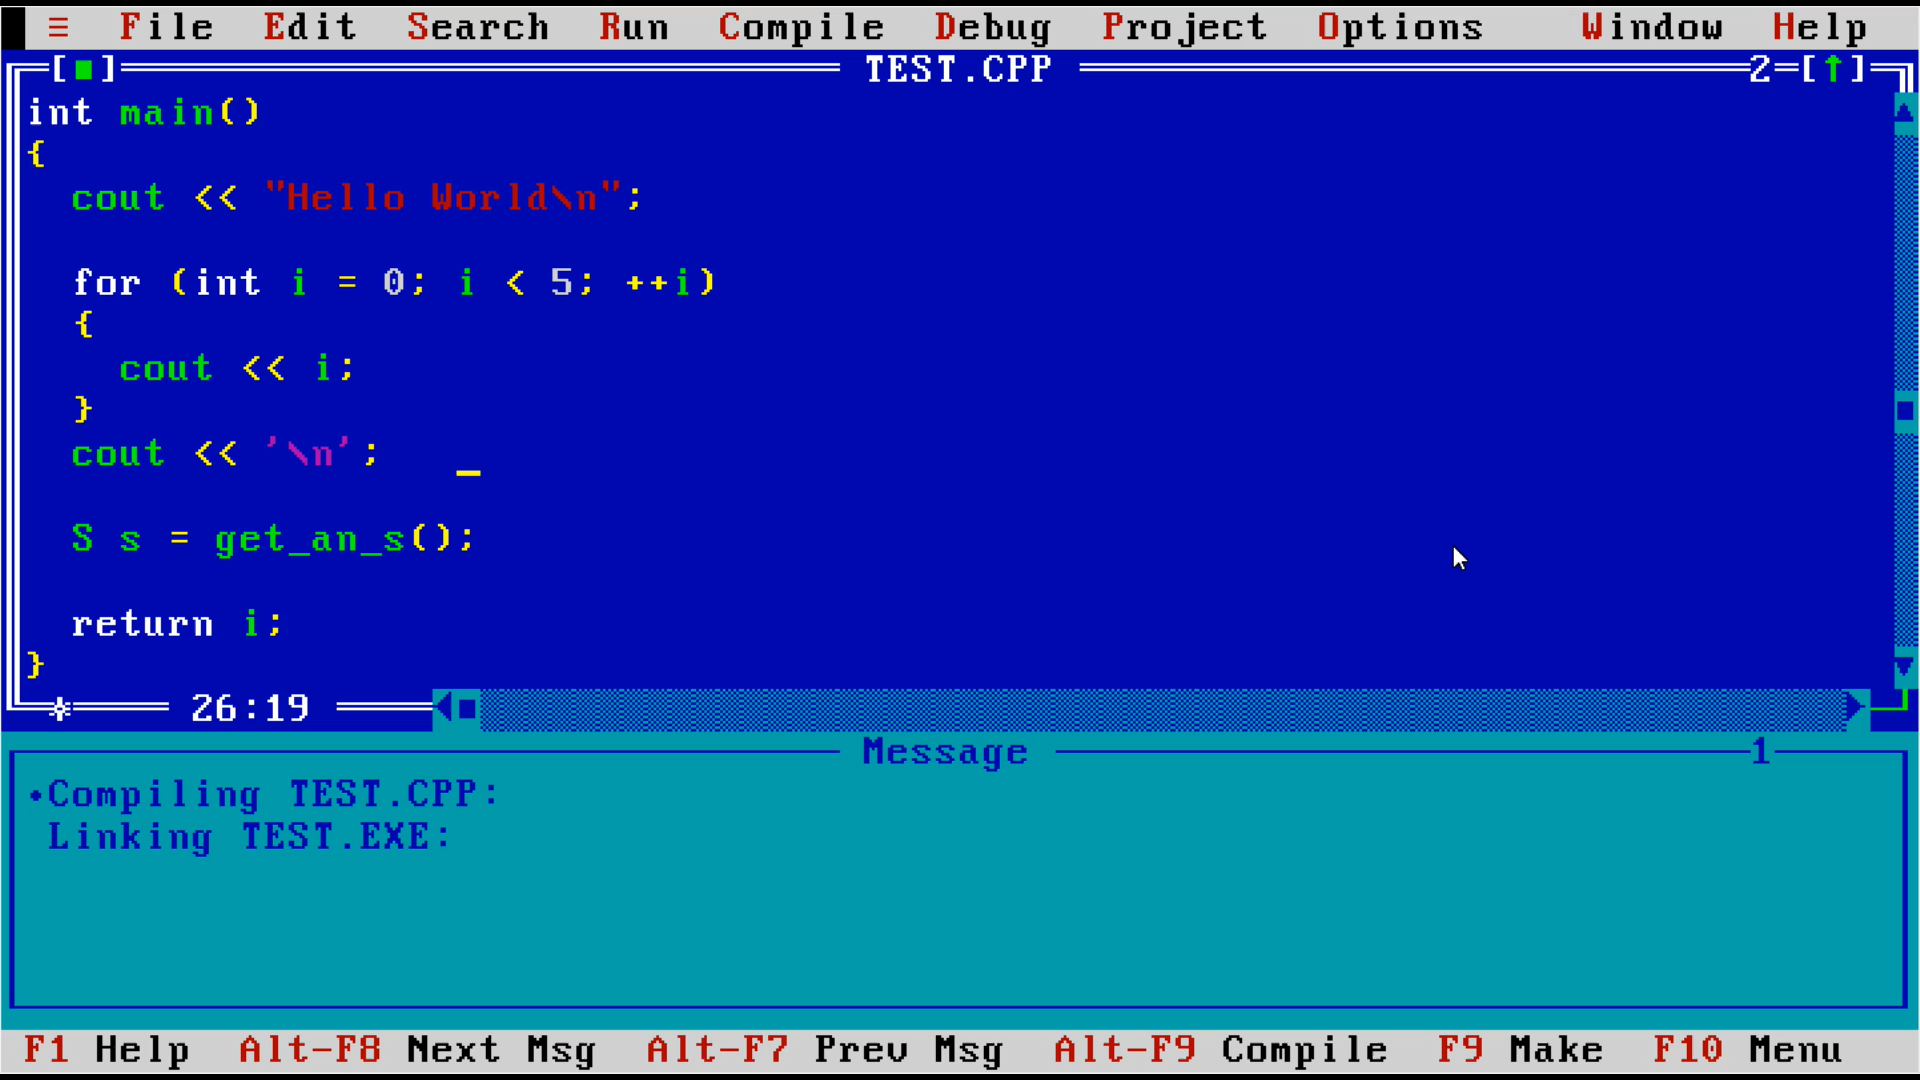 ≡ File Edit Search Run Compile Debug Project Options Window Help
[■] TEST.CPP 2=[↑]
int main()
{
  cout << "Hello World\n";
  for (int i = 0; i < 5; ++i)
  {
    cout << i;
  }
  cout << '\n';
  S s = get_an_s();
  return i;
}
* 26:19
Message 1
•Compiling TEST.CPP:
Linking TEST.EXE:
F1 Help Alt-F8 Next Msg Alt-F7 Prev Msg Alt-F9 Compile F9 Make F10 Menu